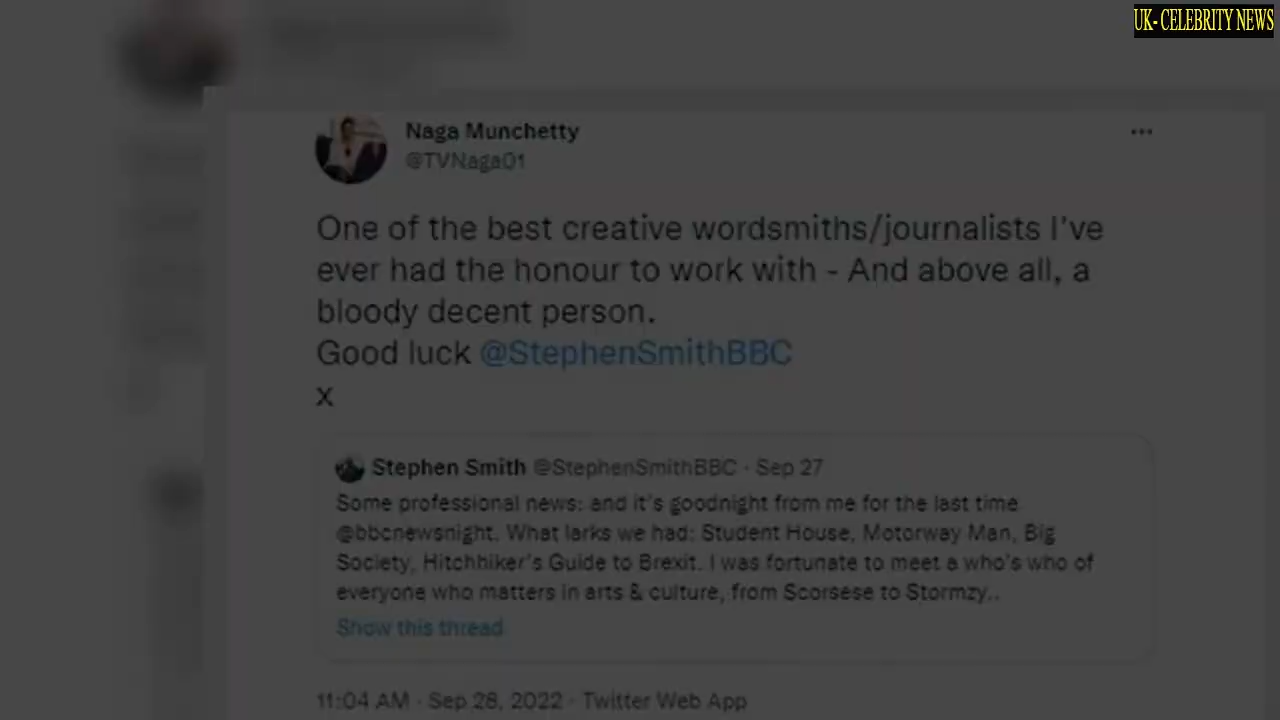 UK- CELEBRITY NEWS
Naga Munchetty
@TVNaga01
One of the best creative wordsmiths/journalists I've
ever had the honour to work with - And above all, a
bloody decent person.
Good luck @StephenSmithBBC
x
Stephen Smith @StephenSmithBBC · Sep 27
Some professional news: and it's goodnight from me for the last time
@bbcnewsnight. What larks we had: Student House, Motorway Man, Big
Society, Hitchhiker's Guide to Brexit. I was fortunate to meet a who's who of
everyone who matters in arts & culture, from Scorsese to Stormzy..
Show this thread
11:04 AM · Sep 28, 2022 · Twitter Web App